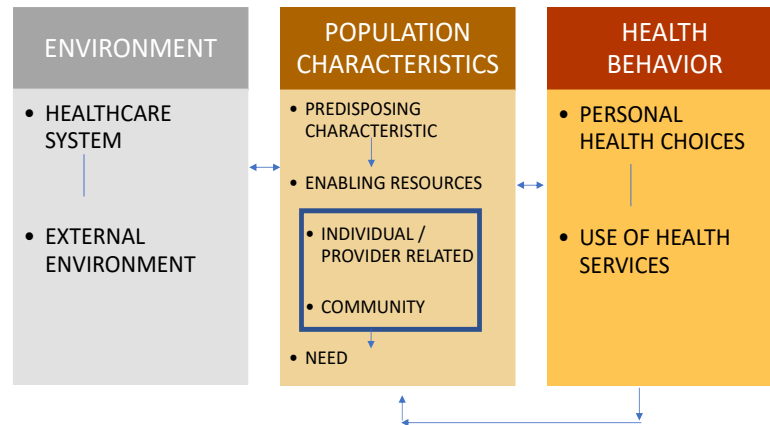 ENVIRONMENT
• HEALTHCARE
SYSTEM
• EXTERNAL
ENVIRONMENT
POPULATION
CHARACTERISTICS
• PREDISPOSING
CHARACTERISTIC
• ENABLING RESOURCES
• INDIVIDUAL /
PROVIDER RELATED
• COMMUNITY
• NEED
HEALTH
BEHAVIOR
• PERSONAL
HEALTH CHOICES
• USE OF HEALTH
SERVICES